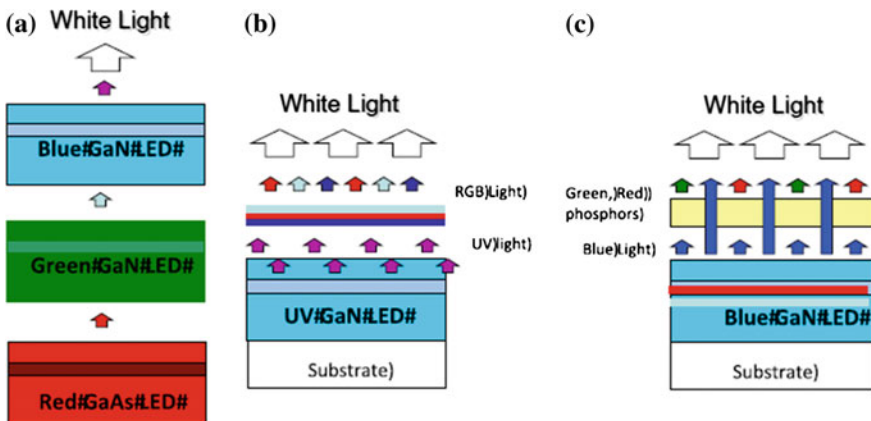 (a)
White Light
Blue#GaN#LED#
Green#GaN#LED#
Red#GaAs#LED#
(b)
White Light
RGB)Light)
UV)light)
UV#GaN#LED#
Substrate)
(c)
White Light
Green,)Red))
phosphors)
Blue)Light)
Blue#GaN#LED#
Substrate)